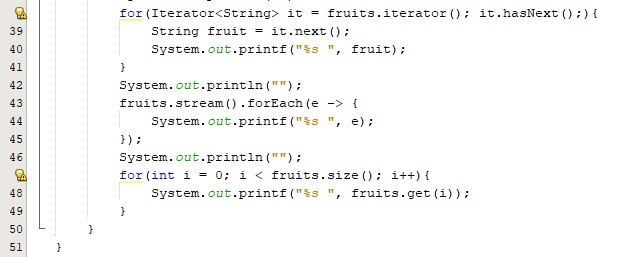 for(Iterator<String> it = fruits.iterator(); it.hasNext();){
39 String fruit = it.next();
40 System.out.printf("%s ", fruit);
41 }
42 System.out.println("");
43 fruits.stream().forEach(e -> {
44 System.out.printf("%s ", e);
45 });
46 System.out.println("");
for(int i = 0; i < fruits.size(); i++){
48 System.out.printf("%s ", fruits.get(i));
49 }
50 }
51 }